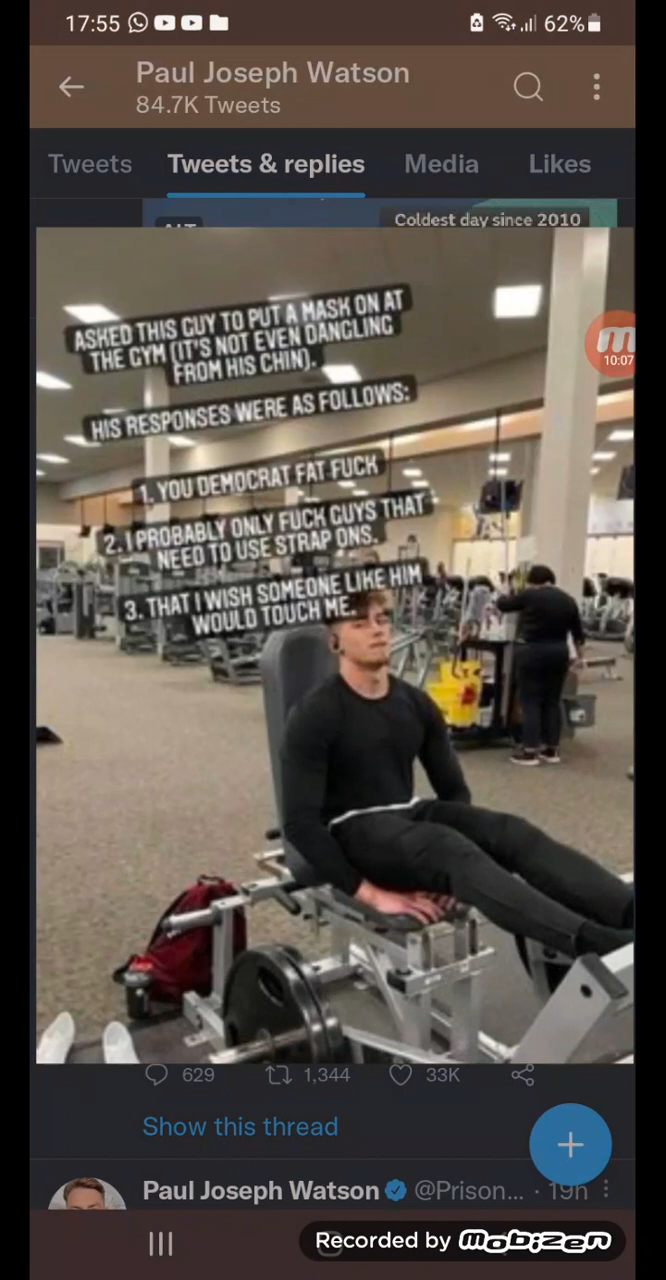 17:55
62%
Paul Joseph Watson
84.7K Tweets
Tweets
Tweets & replies
Media
Likes
ALT
Coldest day since 2010
ASKED THIS GUY TO PUT A MASK ON AT
THE GYM (IT'S NOT EVEN DANGLING
FROM HIS CHIN).
HIS RESPONSES WERE AS FOLLOWS:
1. YOU DEMOCRAT FAT FUCK
2. I PROBABLY ONLY FUCK GUYS THAT
NEED TO USE STRAP ONS.
3. THAT I WISH SOMEONE LIKE HIM
WOULD TOUCH ME.
10:07
629
1,344
33K
Show this thread
Paul Joseph Watson @Prison... · 19h
Recorded by mobizen